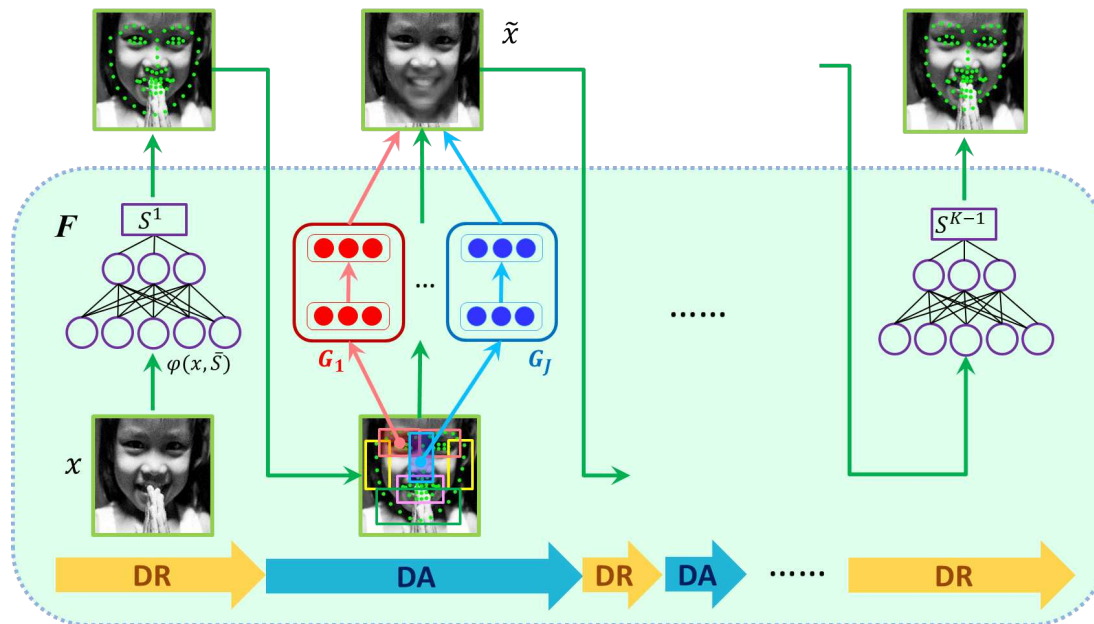 x̃
F
S¹
S^{K-1}
...
G₁
G_J
......
φ(x, S̄)
x
DR
DA
DR
DA
......
DR